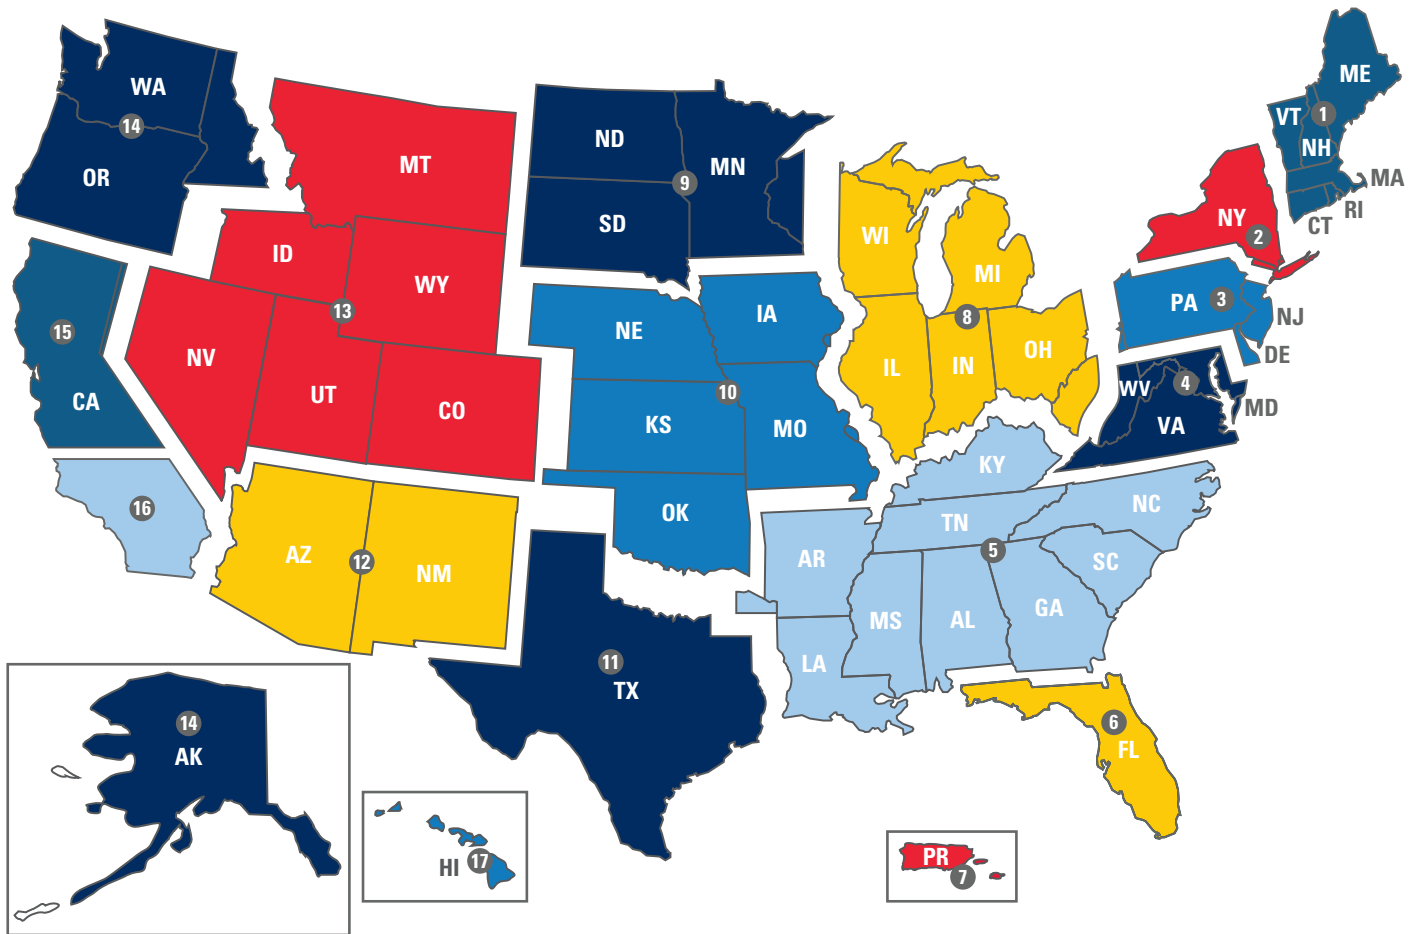 WA
14
OR
MT
ID
WY
13
NV
UT
CO
15
CA
16
AZ
12
NM
ND
MN
9
SD
NE
IA
10
KS
MO
OK
11
TX
WI
MI
8
IL
IN
OH
KY
TN
NC
5
AR
SC
MS
AL
GA
LA
6
FL
ME
1
VT
NH
MA
RI
CT
NY
2
PA
3
NJ
DE
WV
4
MD
VA
14
AK
HI
17
PR
7